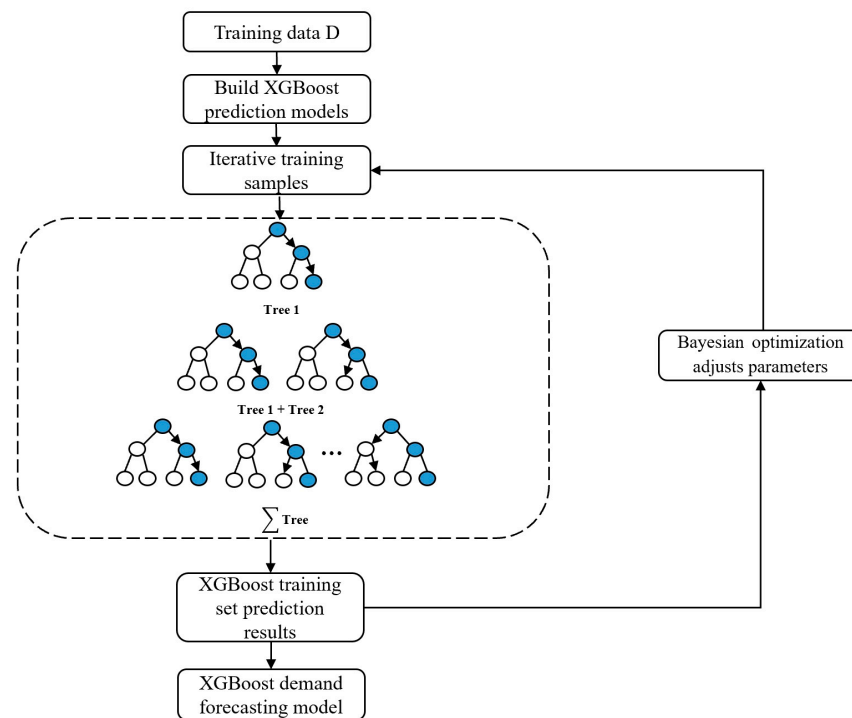 Training data D
Build XGBoost
prediction models
Iterative training
samples
Tree 1
Tree 1 + Tree 2
...
∑ Tree
Bayesian optimization
adjusts parameters
XGBoost training
set prediction
results
XGBoost demand
forecasting model